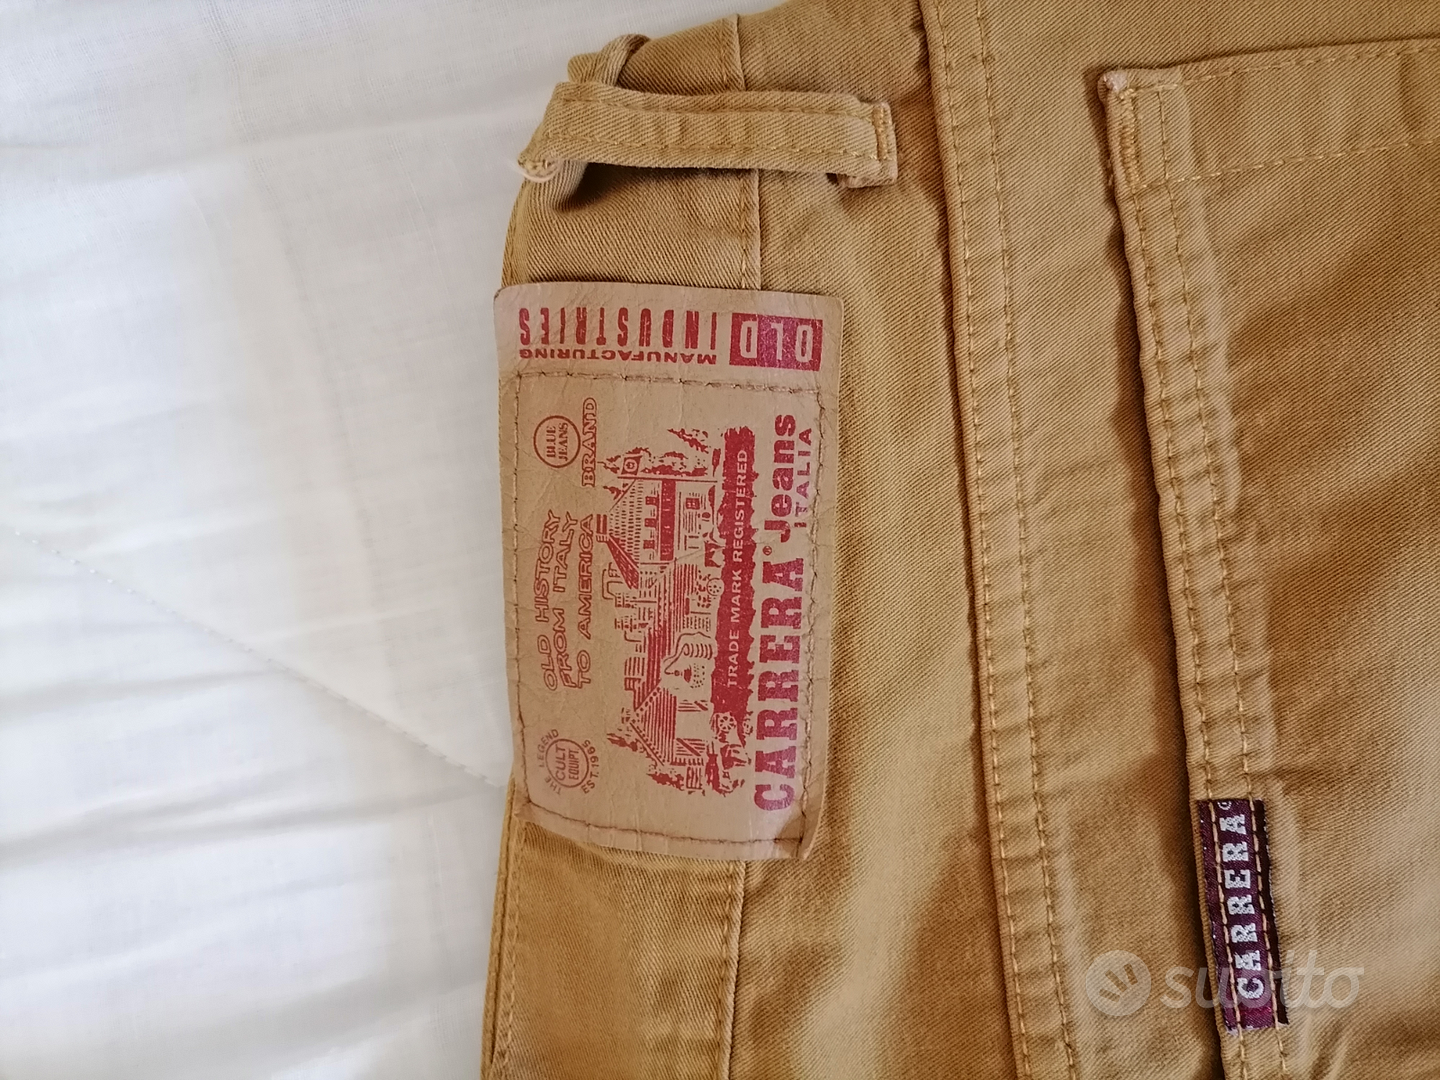 OLD
INDUSTRIES
MANUFACTURING
BLUE
JEANS
BRAND
OLD HISTORY
FROM ITALY
TO AMERICA
THE LEGEND
CULT
EQUIPT
EST. 1965
TRADE MARK REGISTERED
CARRERA® Jeans
ITALIA
CARRERA®
subito